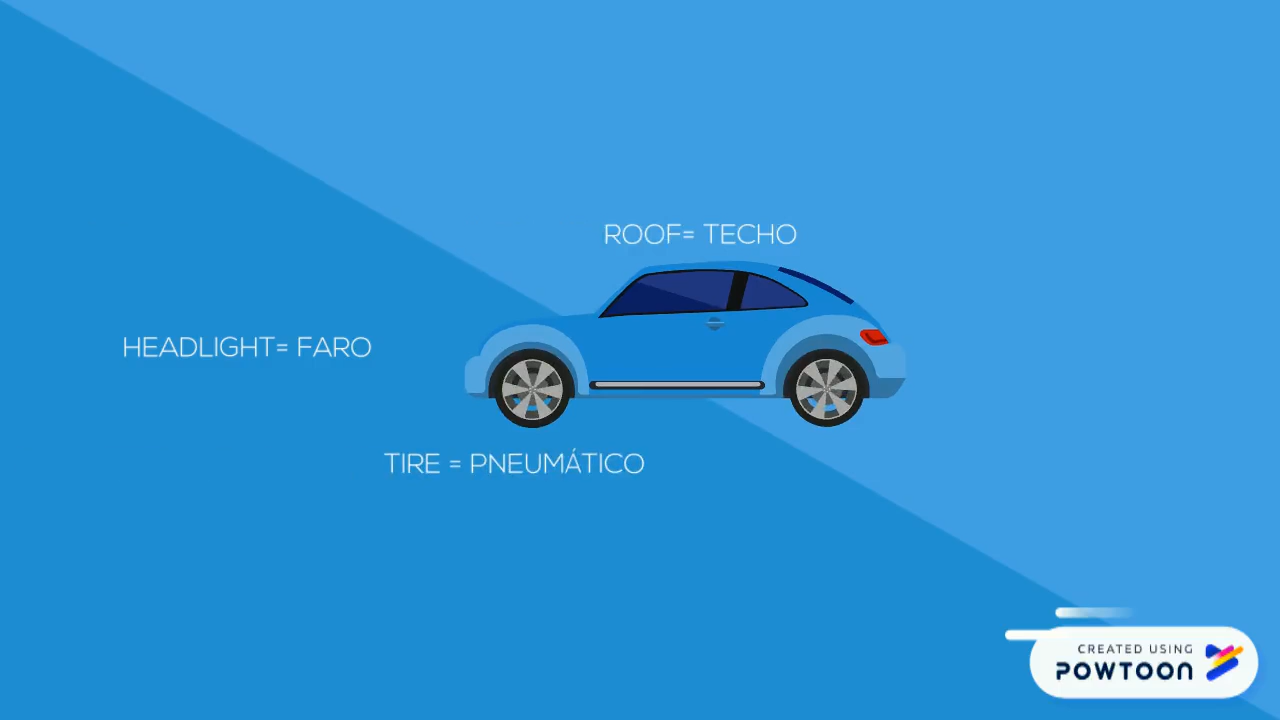 ROOF= TECHO
HEADLIGHT= FARO
TIRE = PNEUMÁTICO
CREATED USING
POWTOON